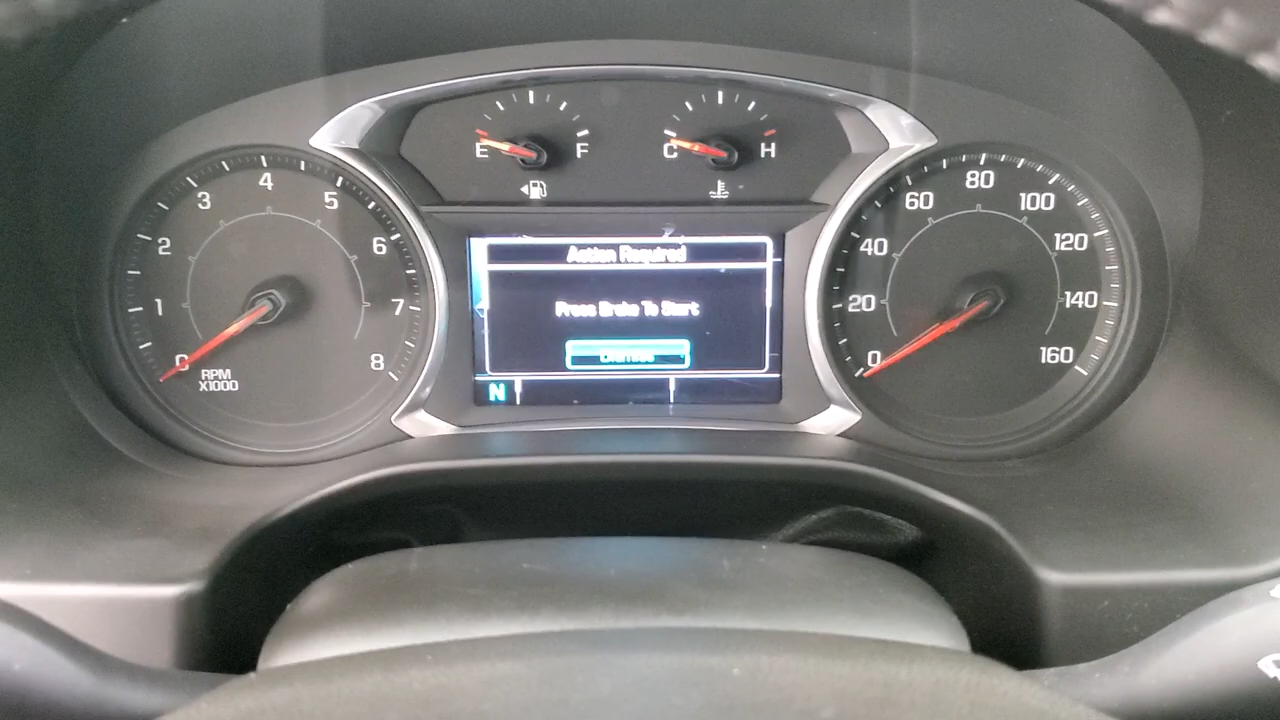 E F
C H
0 1 2 3 4 5 6 7 8
RPM
X1000
Action Required
Press Brake To Start
Dismiss
N
0 20 40 60 80 100 120 140 160